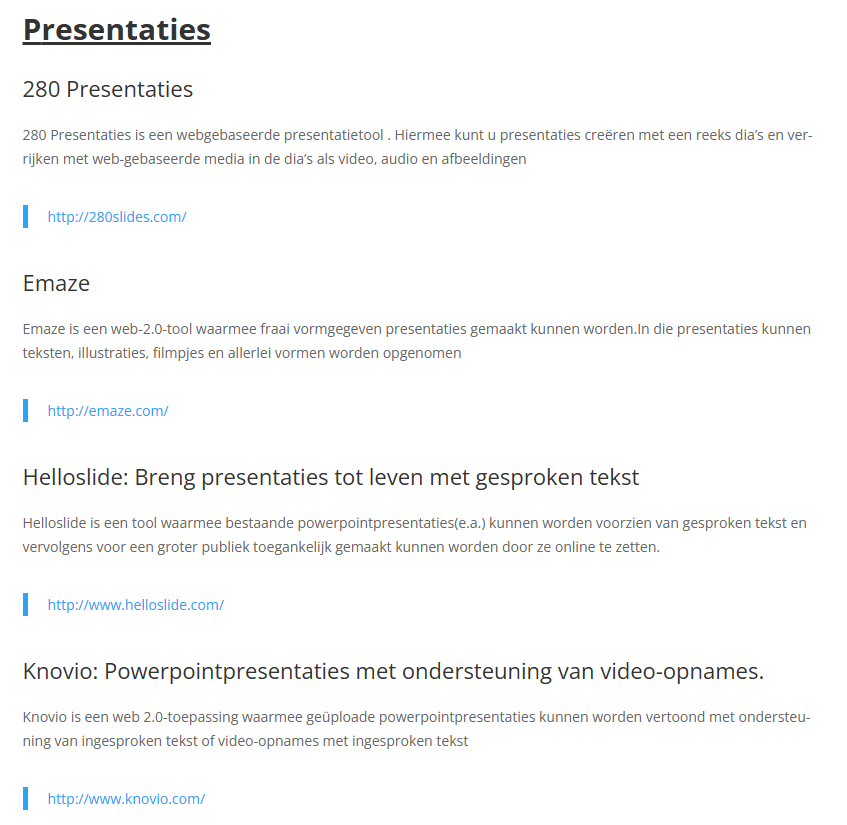 Presentaties
280 Presentaties
280 Presentaties is een webgebaseerde presentatietool . Hiermee kunt u presentaties creëren met een reeks dia’s en ver-
rijken met web-gebaseerde media in de dia’s als video, audio en afbeeldingen
http://280slides.com/
Emaze
Emaze is een web-2.0-tool waarmee fraai vormgegeven presentaties gemaakt kunnen worden.In die presentaties kunnen
teksten, illustraties, filmpjes en allerlei vormen worden opgenomen
http://emaze.com/
Helloslide: Breng presentaties tot leven met gesproken tekst
Helloslide is een tool waarmee bestaande powerpointpresentaties(e.a.) kunnen worden voorzien van gesproken tekst en
vervolgens voor een groter publiek toegankelijk gemaakt kunnen worden door ze online te zetten.
http://www.helloslide.com/
Knovio: Powerpointpresentaties met ondersteuning van video-opnames.
Knovio is een web 2.0-toepassing waarmee geüploade powerpointpresentaties kunnen worden vertoond met ondersteu-
ning van ingesproken tekst of video-opnames met ingesproken tekst
http://www.knovio.com/